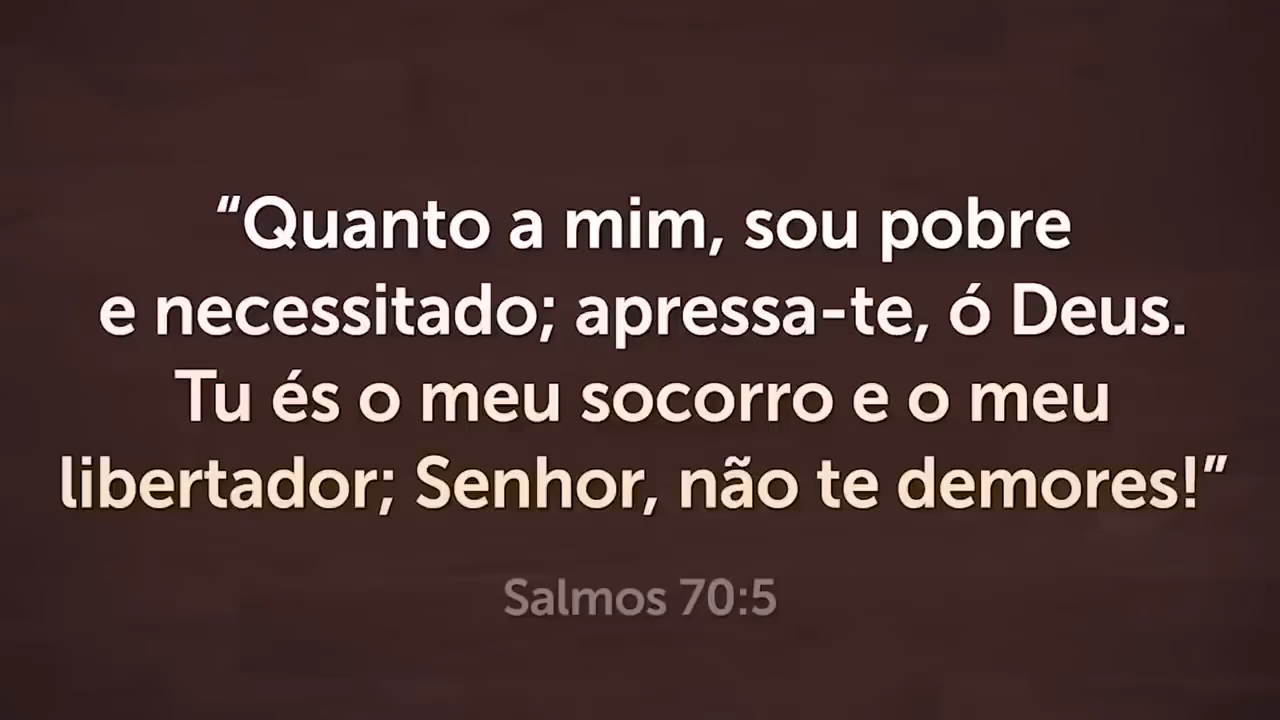 “Quanto a mim, sou pobre
e necessitado; apressa-te, ó Deus.
Tu és o meu socorro e o meu
libertador; Senhor, não te demores!”
Salmos 70:5